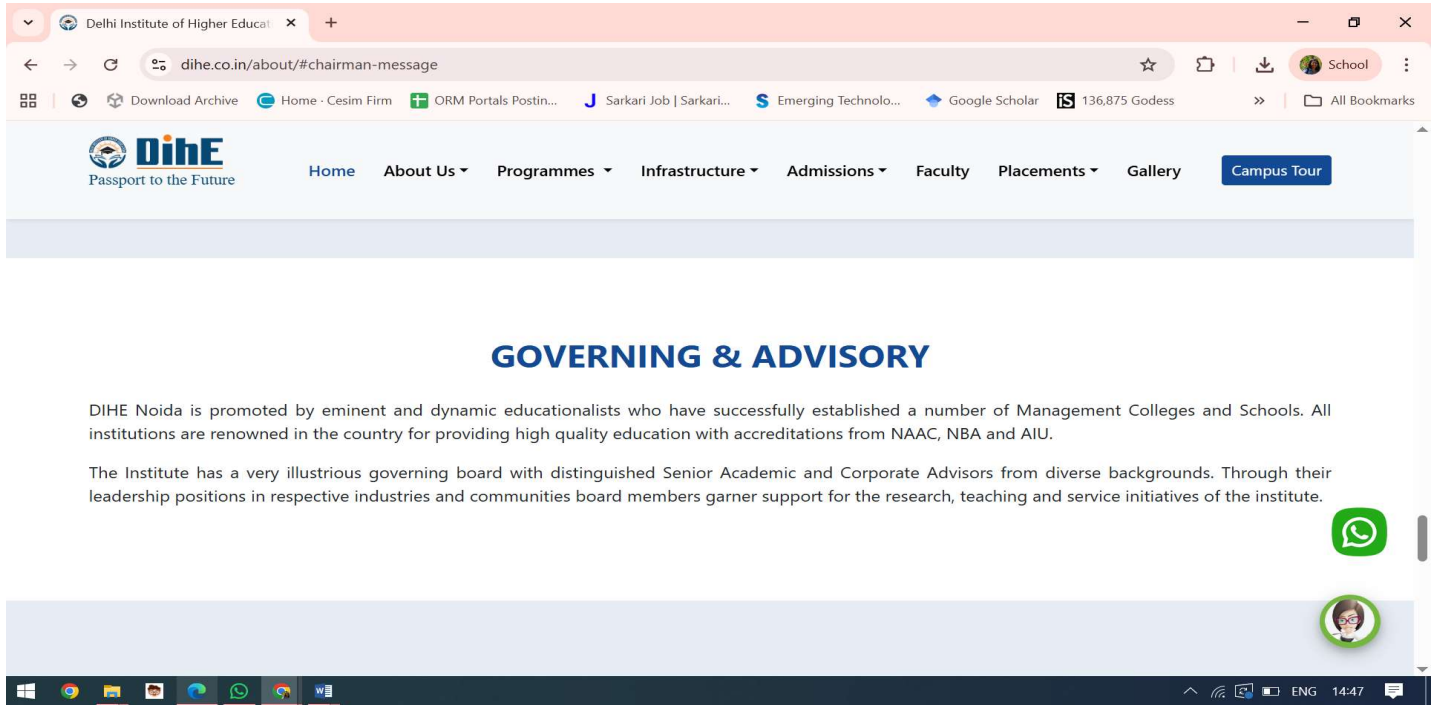 Delhi Institute of Higher Educat
dihe.co.in/about/#chairman-message
School
Download Archive
Home · Cesim Firm
ORM Portals Postin...
Sarkari Job | Sarkari...
Emerging Technolo...
Google Scholar
136,875 Godess
All Bookmarks
DihE
Passport to the Future
Home
About Us
Programmes
Infrastructure
Admissions
Faculty
Placements
Gallery
Campus Tour
GOVERNING & ADVISORY
DIHE Noida is promoted by eminent and dynamic educationalists who have successfully established a number of Management Colleges and Schools. All
institutions are renowned in the country for providing high quality education with accreditations from NAAC, NBA and AIU.
The Institute has a very illustrious governing board with distinguished Senior Academic and Corporate Advisors from diverse backgrounds. Through their
leadership positions in respective industries and communities board members garner support for the research, teaching and service initiatives of the institute.
ENG
14:47